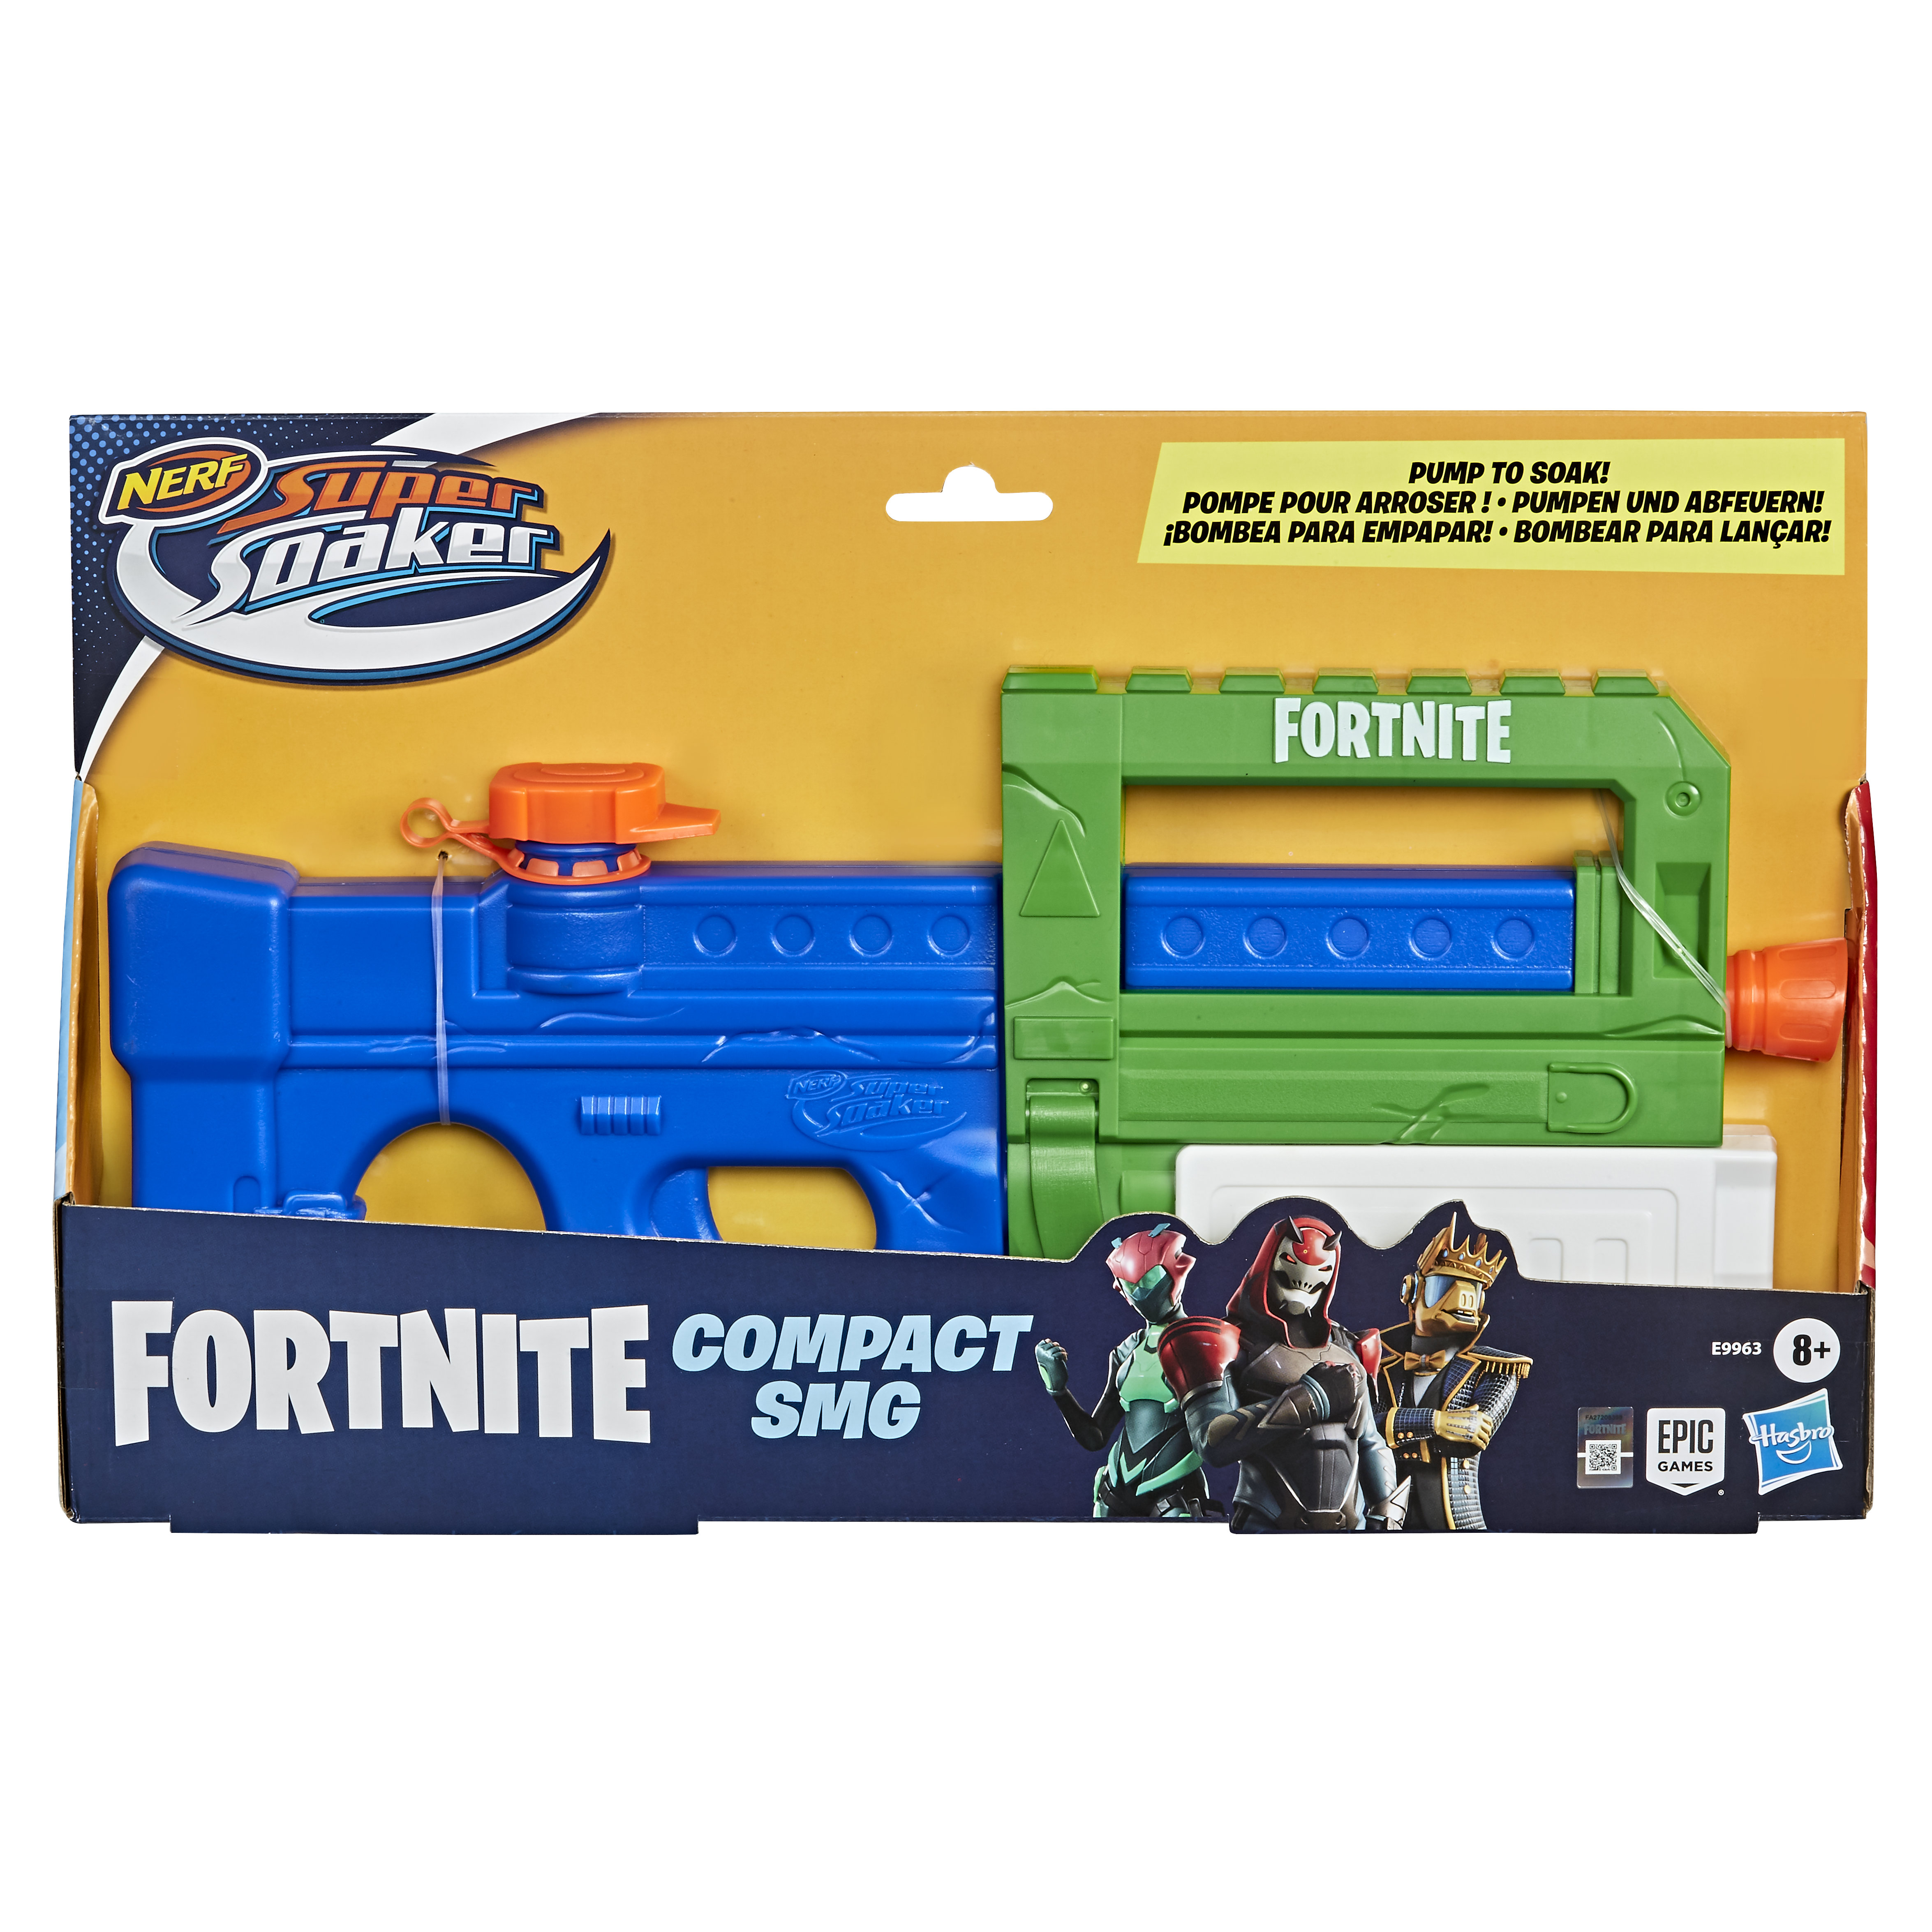 NERF
Super
Soaker
PUMP TO SOAK!
POMPE POUR ARROSER ! • PUMPEN UND ABFEUERN!
¡BOMBEA PARA EMPAPAR! • BOMBEAR PARA LANÇAR!
FORTNITE
NERF Super
Soaker
FORTNITE
COMPACT
SMG
E9963
8+
FORTNITE
EPIC
GAMES
Hasbro